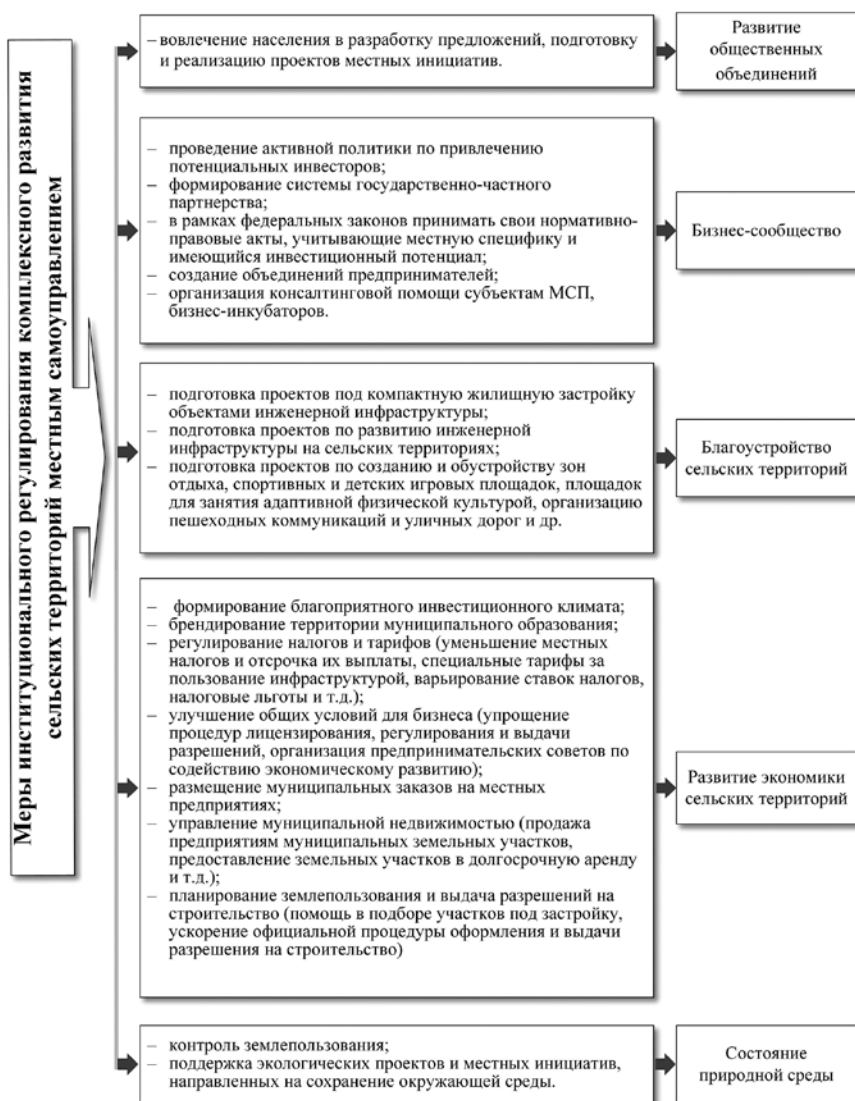 Меры институционального регулирования комплексного развития
сельских территорий местным самоуправлением
– вовлечение населения в разработку предложений, подготовку
и реализацию проектов местных инициатив.
Развитие
общественных
объединений
– проведение активной политики по привлечению
потенциальных инвесторов;
– формирование системы государственно-частного
партнерства;
– в рамках федеральных законов принимать свои нормативно-
правовые акты, учитывающие местную специфику и
имеющийся инвестиционный потенциал;
– создание объединений предпринимателей;
– организация консалтинговой помощи субъектам МСП,
бизнес-инкубаторов.
Бизнес-сообщество
– подготовка проектов под компактную жилищную застройку
объектами инженерной инфраструктуры;
– подготовка проектов по развитию инженерной
инфраструктуры на сельских территориях;
– подготовка проектов по созданию и обустройству зон
отдыха, спортивных и детских игровых площадок, площадок
для занятия адаптивной физической культурой, организацию
пешеходных коммуникаций и уличных дорог и др.
Благоустройство
сельских территорий
– формирование благоприятного инвестиционного климата;
– брендирование территории муниципального образования;
– регулирование налогов и тарифов (уменьшение местных
налогов и отсрочка их выплаты, специальные тарифы за
пользование инфраструктурой, варьирование ставок налогов,
налоговые льготы и т.д.);
– улучшение общих условий для бизнеса (упрощение
процедур лицензирования, регулирования и выдачи
разрешений, организация предпринимательских советов по
содействию экономическому развитию);
– размещение муниципальных заказов на местных
предприятиях;
– управление муниципальной недвижимостью (продажа
предприятиям муниципальных земельных участков,
предоставление земельных участков в долгосрочную аренду
и т.д.);
– планирование землепользования и выдача разрешений на
строительство (помощь в подборе участков под застройку,
ускорение официальной процедуры оформления и выдачи
разрешения на строительство)
Развитие экономики
сельских территорий
– контроль землепользования;
– поддержка экологических проектов и местных инициатив,
направленных на сохранение окружающей среды.
Состояние
природной среды